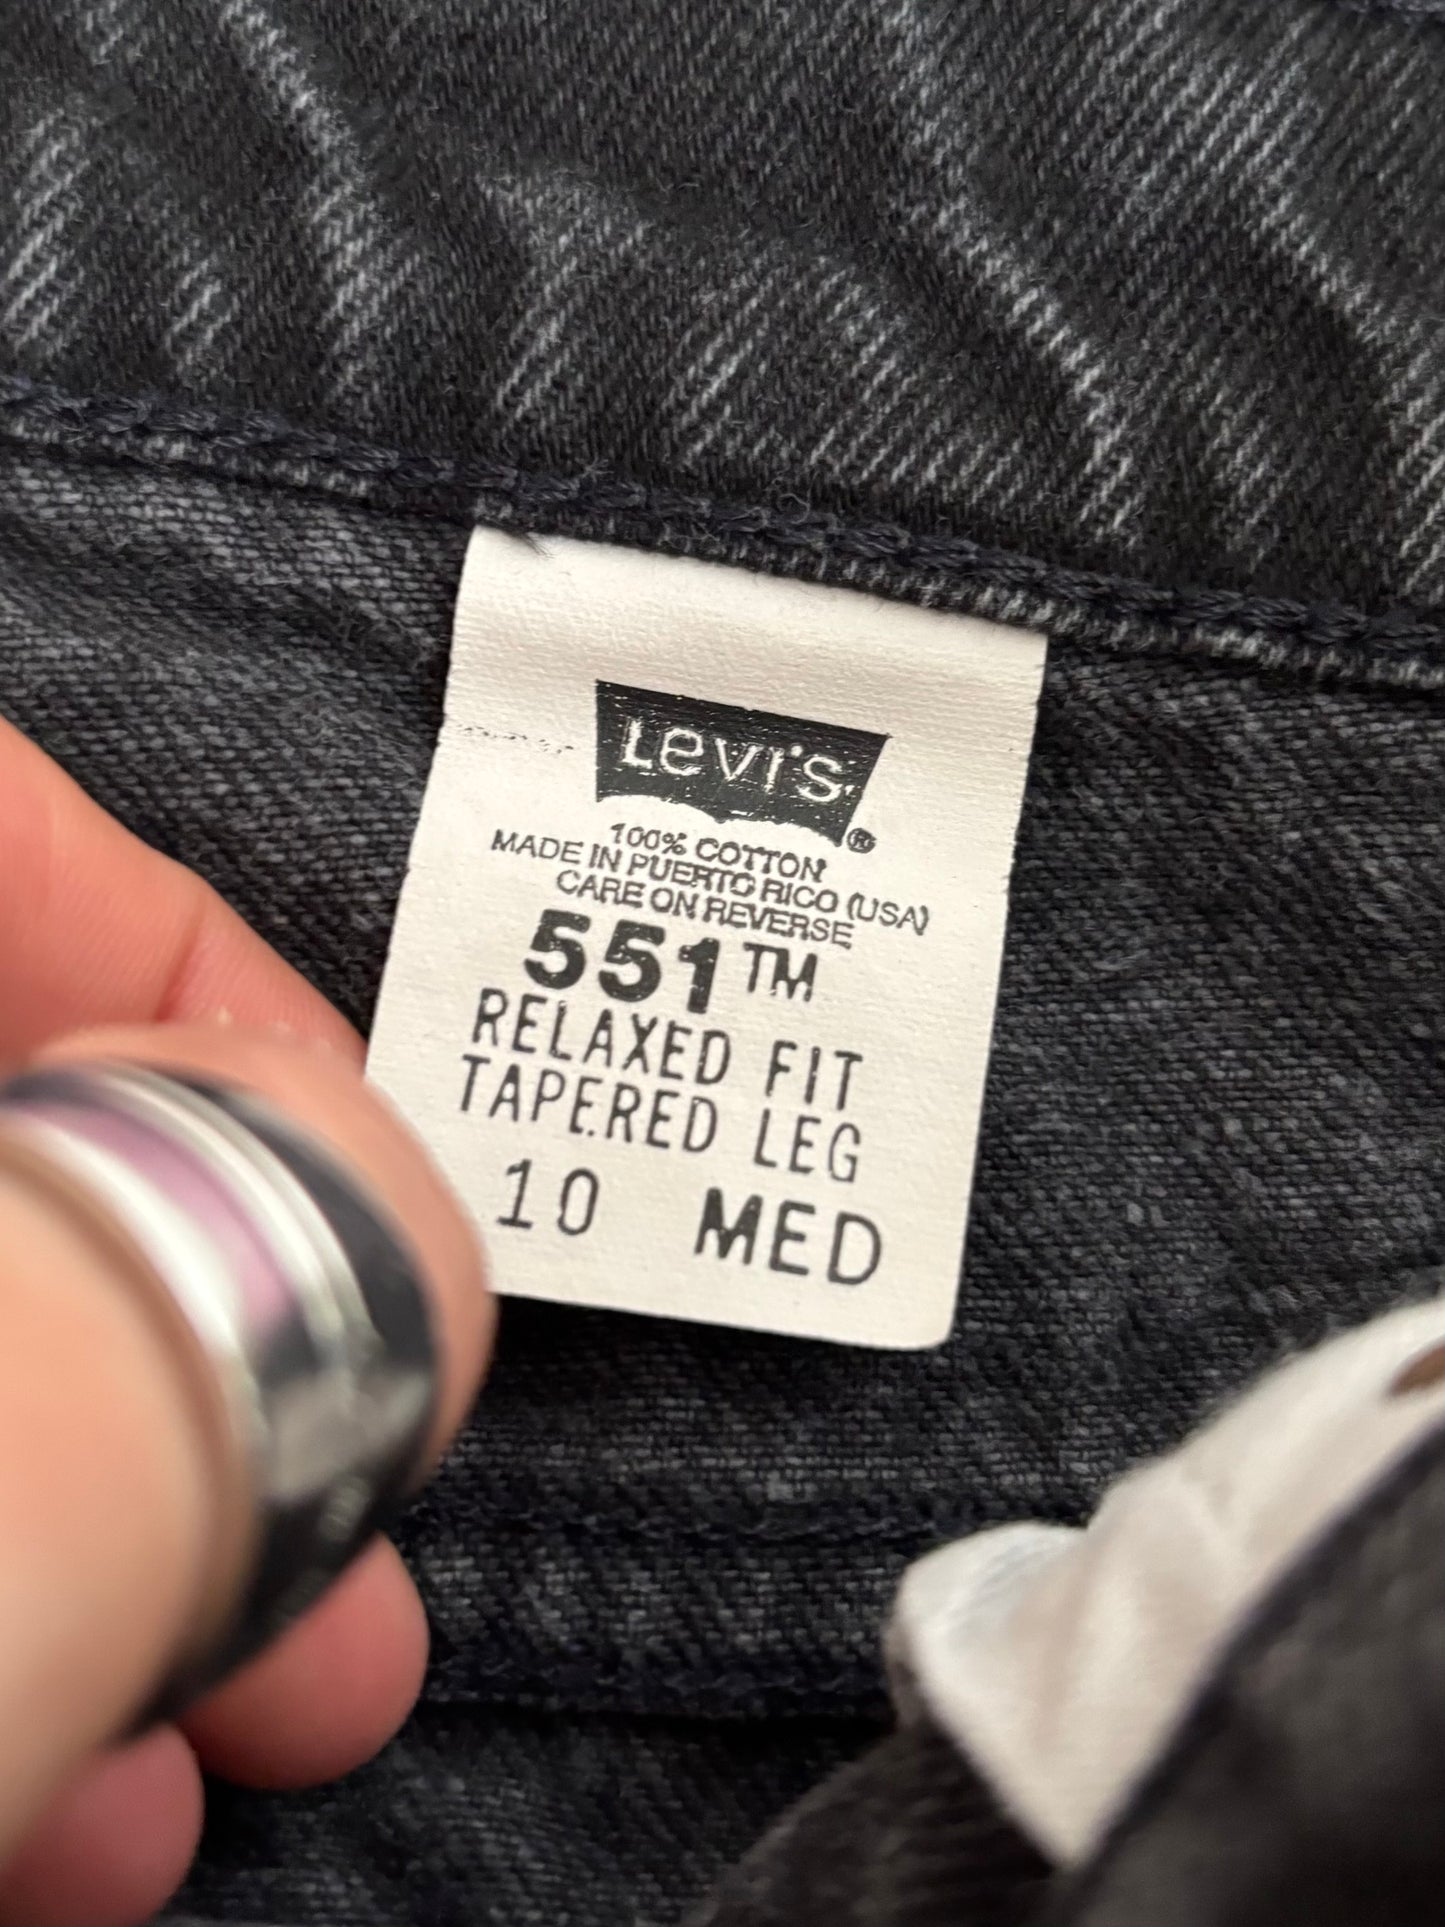 Levi's®
100% COTTON
MADE IN PUERTO RICO (USA)
CARE ON REVERSE
551™
RELAXED FIT
TAPERED LEG
10 MED